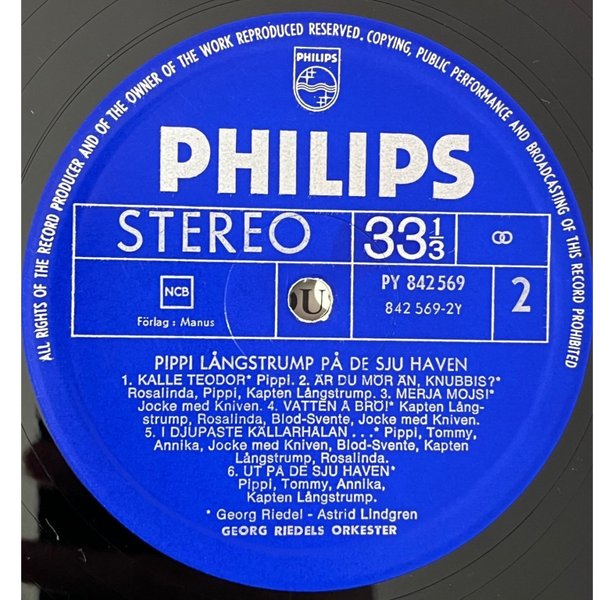 ALL RIGHTS OF THE RECORD PRODUCER AND OF THE OWNER OF THE WORK REPRODUCED RESERVED. COPYING, PUBLIC PERFORMANCE AND BROADCASTING OF THIS RECORD PROHIBITED
PHILIPS
PHILIPS
STEREO 33⅓
NCB
Förlag: Manus
PY 842 569
842 569-2Y
2
PIPPI LÅNGSTRUMP PÅ DE SJU HAVEN
1. KALLE TEODOR* Pippi. 2. ÄR DU MÖR ÄN, KNUBBIS?*
Rosalinda, Pippi, Kapten Långstrump. 3. MERJA MOJS!*
Jocke med Kniven. 4. VATTEN Å BRÖ!* Kapten Lång-
strump, Rosalinda, Blod-Svente, Jocke med Kniven.
5. I DJUPASTE KÄLLARHÅLAN...* Pippi, Tommy,
Annika, Jocke med Kniven, Blod-Svente, Kapten
Långstrump, Rosalinda.
6. UT PÅ DE SJU HAVEN*
Pippi, Tommy, Annika,
Kapten Långstrump.
* Georg Riedel - Astrid Lindgren
GEORG RIEDELS ORKESTER